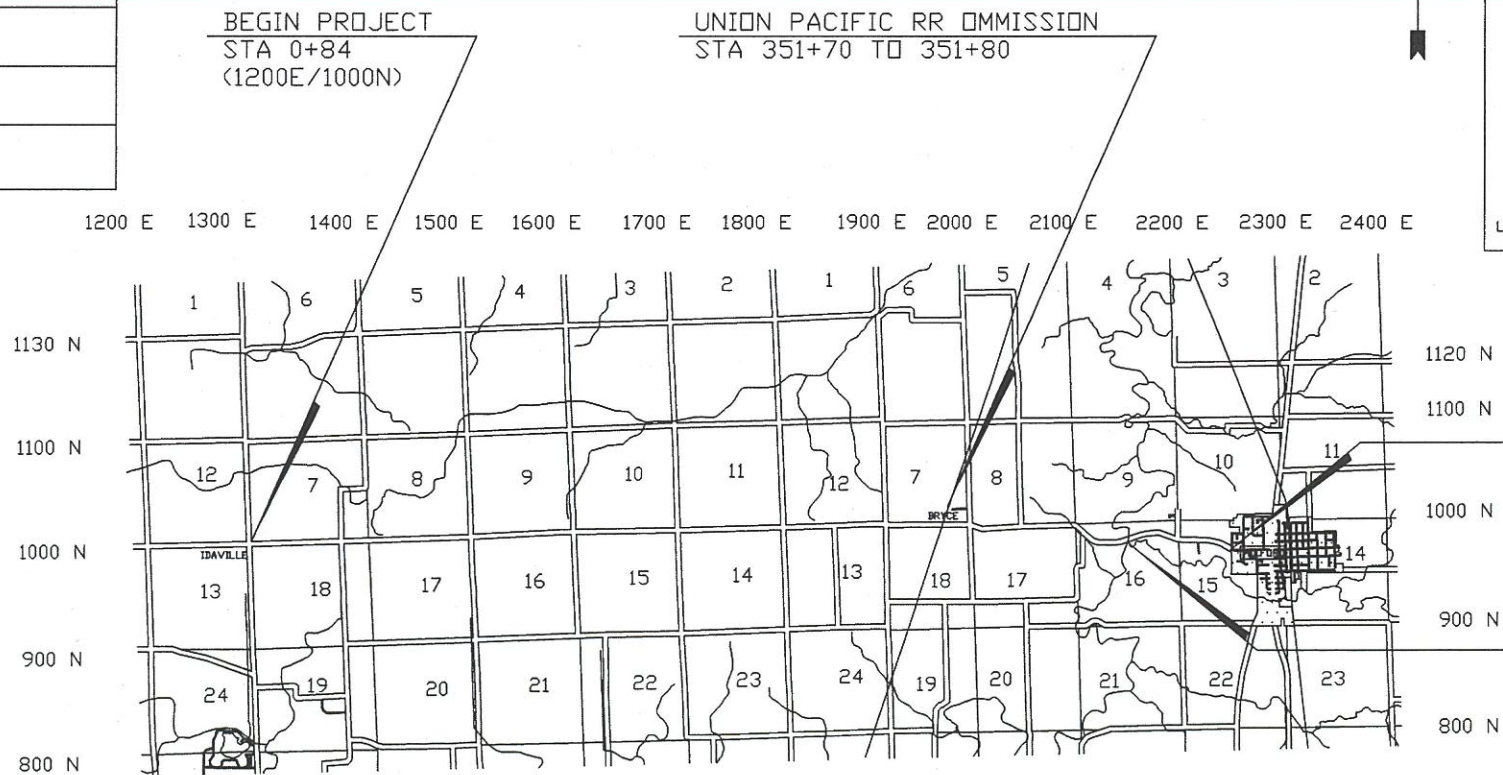 BEGIN PROJECT
STA 0+84
(1200E/1000N)
UNION PACIFIC RR OMMISSION
STA 351+70 TO 351+80
1200 E 1300 E 1400 E 1500 E 1600 E 1700 E 1800 E 1900 E 2000 E 2100 E 2200 E 2300 E 2400 E
1 6 5 4 3 2 1 6 5 4 3 2
1130 N
1120 N
1100 N
1100 N
12 7 8 9 10 11 12 7 8 9 10 11
BRYCE
1000 N
1000 N
IDAVILLE
13 18 17 16 15 14 13 18 17 16 15 14
900 N
900 N
24 19 20 21 22 23 24 19 20 21 22 23
800 N
800 N